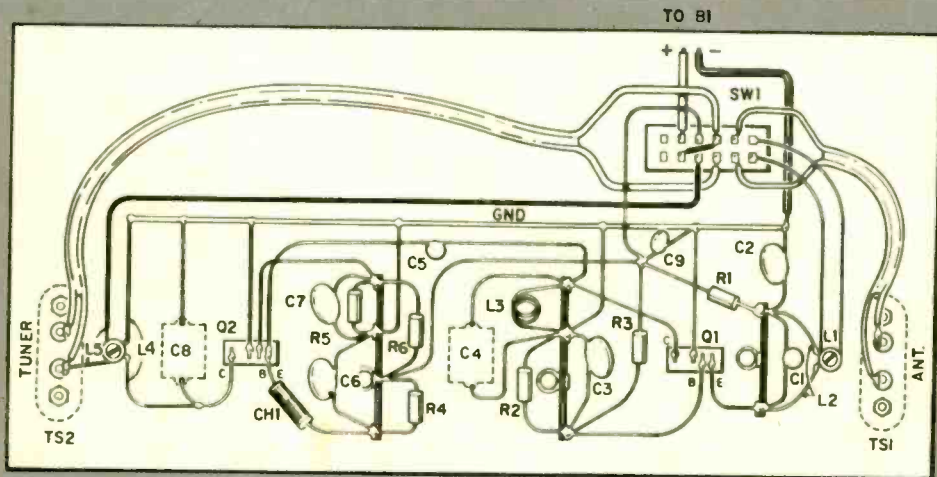 TO B1
+ -
SW1
GND
C5
C9
C2
R1
C7
L3
TUNER
Q2
R5
R6
C4
R3
Q1
L1
ANT.
L5
L4
C8
C
B
E
C6
C3
C
B
E
C1
L2
CH1
R4
R2
TS2
TS1